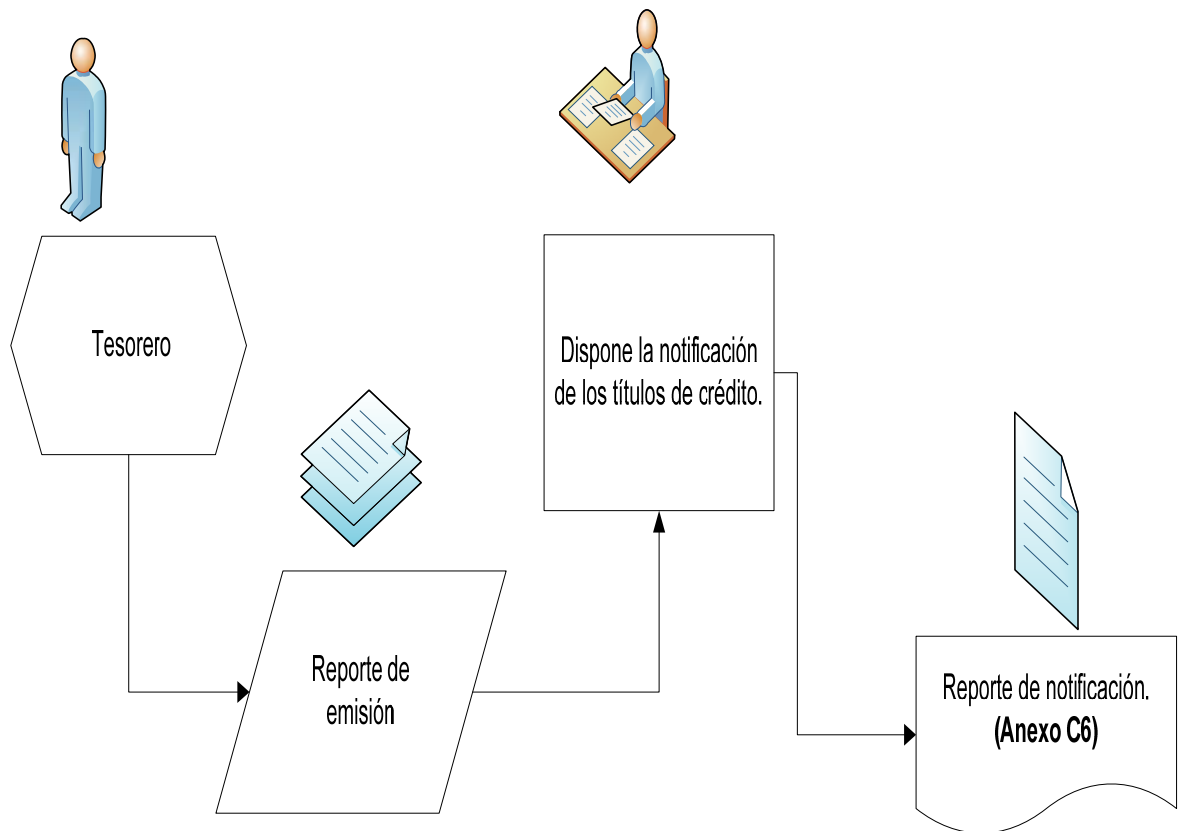 Tesorero
Reporte de
emisión
Dispone la notificación
de los títulos de crédito.
Reporte de notificación.
(Anexo C6)